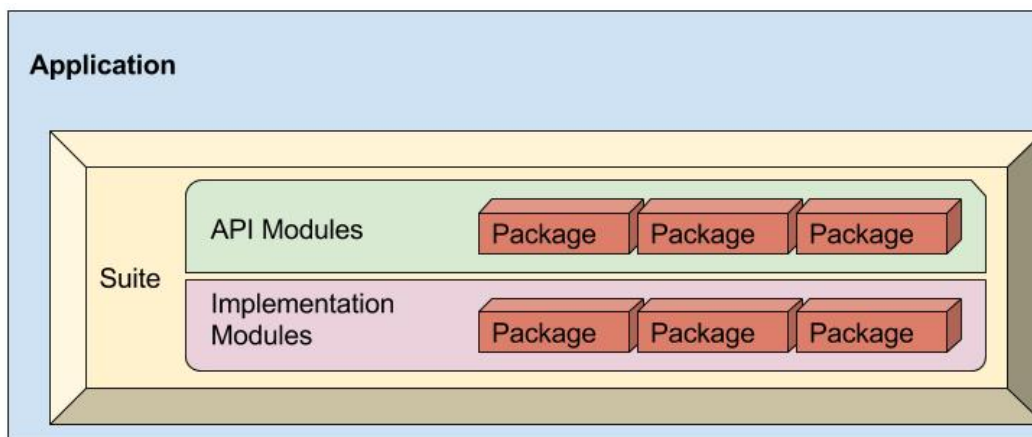 Application
API Modules
Package Package Package
Suite
Implementation
Modules
Package Package Package